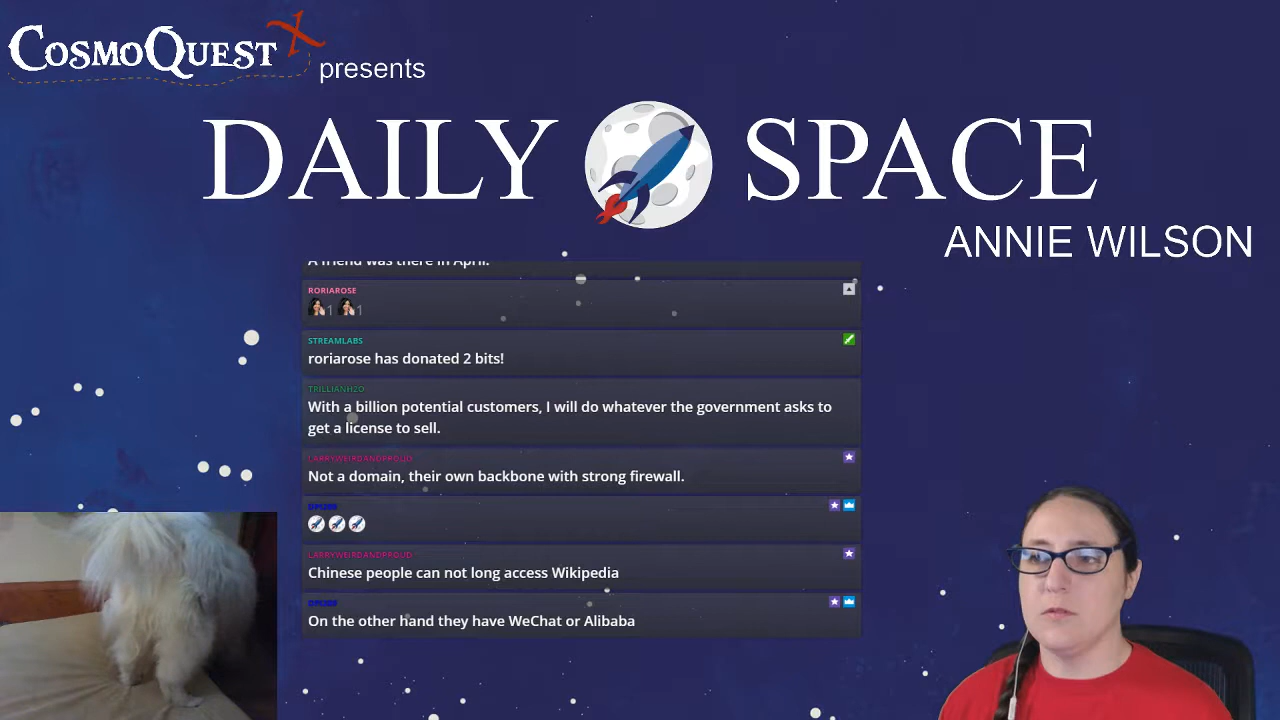 COSMOQUEST X
presents
DAILY SPACE
ANNIE WILSON
A friend was there in April.
RORIAROSE
1 1
STREAMLABS
roriarose has donated 2 bits!
TRILLIANH2O
With a billion potential customers, I will do whatever the government asks to
get a license to sell.
LARRYWEIRDANDPROUD
Not a domain, their own backbone with strong firewall.
LARRYWEIRDANDPROUD
Chinese people can not long access Wikipedia
On the other hand they have WeChat or Alibaba